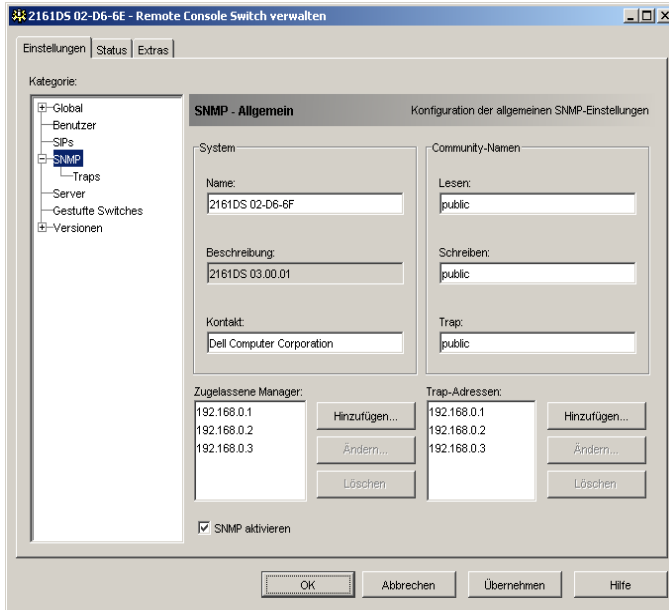 2161DS 02-D6-6E - Remote Console Switch verwalten
Einstellungen Status Extras
Kategorie:
Global
Benutzer
SIPs
SNMP
Traps
Server
Gestufte Switches
Versionen
SNMP - Allgemein Konfiguration der allgemeinen SNMP-Einstellungen
System
Name:
2161DS 02-D6-6F
Beschreibung:
2161DS 03.00.01
Kontakt:
Dell Computer Corporation
Community-Namen
Lesen:
public
Schreiben:
public
Trap:
public
Zugelassene Manager:
192.168.0.1
192.168.0.2
192.168.0.3
Hinzufügen...
Ändern...
Löschen
Trap-Adressen:
192.168.0.1
192.168.0.2
192.168.0.3
Hinzufügen...
Ändern...
Löschen
SNMP aktivieren
OK Abbrechen Übernehmen Hilfe